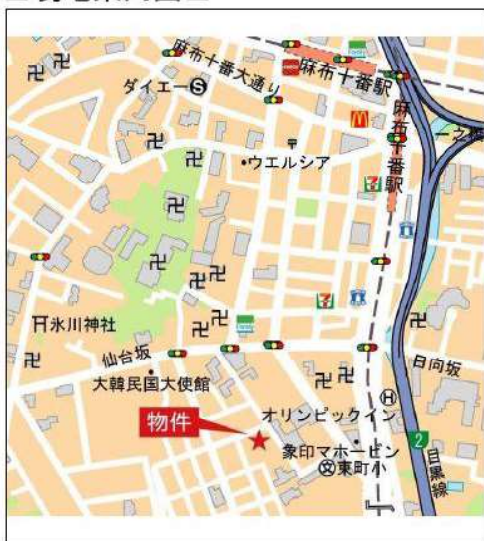 麻布十番大通り
麻布十番駅
ダイエー
S
麻布十番駅
ウエルシア
氷川神社
仙台坂
大韓民国大使館
日向坂
H
オリンピックイン
物件
象印マホービン
文東町小
2
目黒線